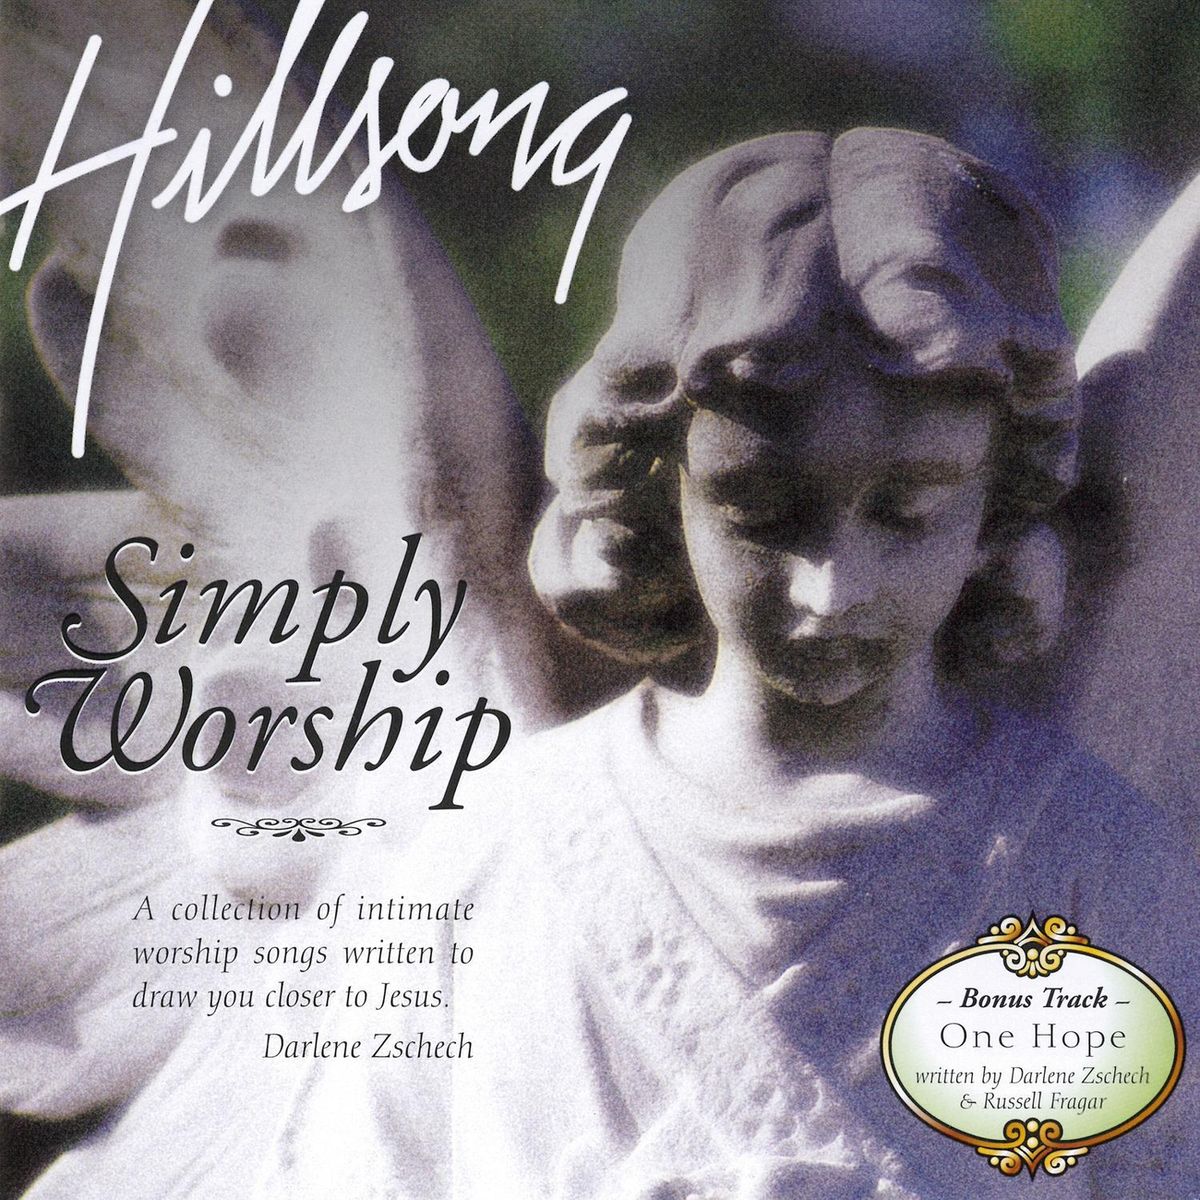 Hillsong
Simply
Worship
A collection of intimate
worship songs written to
draw you closer to Jesus.
Darlene Zschech
– Bonus Track –
One Hope
written by Darlene Zschech
& Russell Fragar